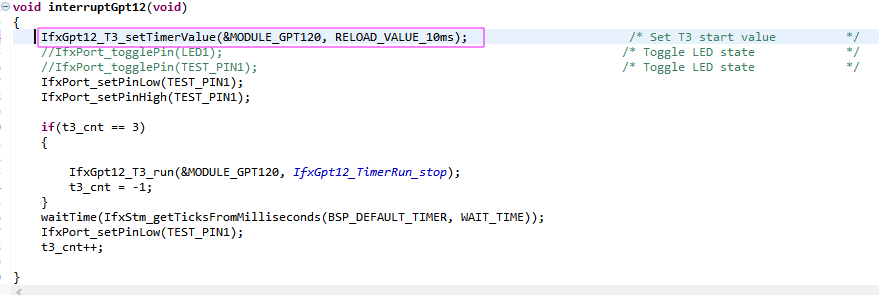 void interruptGpt12(void)
{
    IfxGpt12_T3_setTimerValue(&MODULE_GPT120, RELOAD_VALUE_10ms); /* Set T3 start value */
    //IfxPort_togglePin(LED1); /* Toggle LED state */
    //IfxPort_togglePin(TEST_PIN1); /* Toggle LED state */
    IfxPort_setPinLow(TEST_PIN1);
    IfxPort_setPinHigh(TEST_PIN1);
    if(t3_cnt == 3)
    {
        IfxGpt12_T3_run(&MODULE_GPT120, IfxGpt12_TimerRun_stop);
        t3_cnt = -1;
    }
    waitTime(IfxStm_getTicksFromMilliseconds(BSP_DEFAULT_TIMER, WAIT_TIME));
    IfxPort_setPinLow(TEST_PIN1);
    t3_cnt++;
}